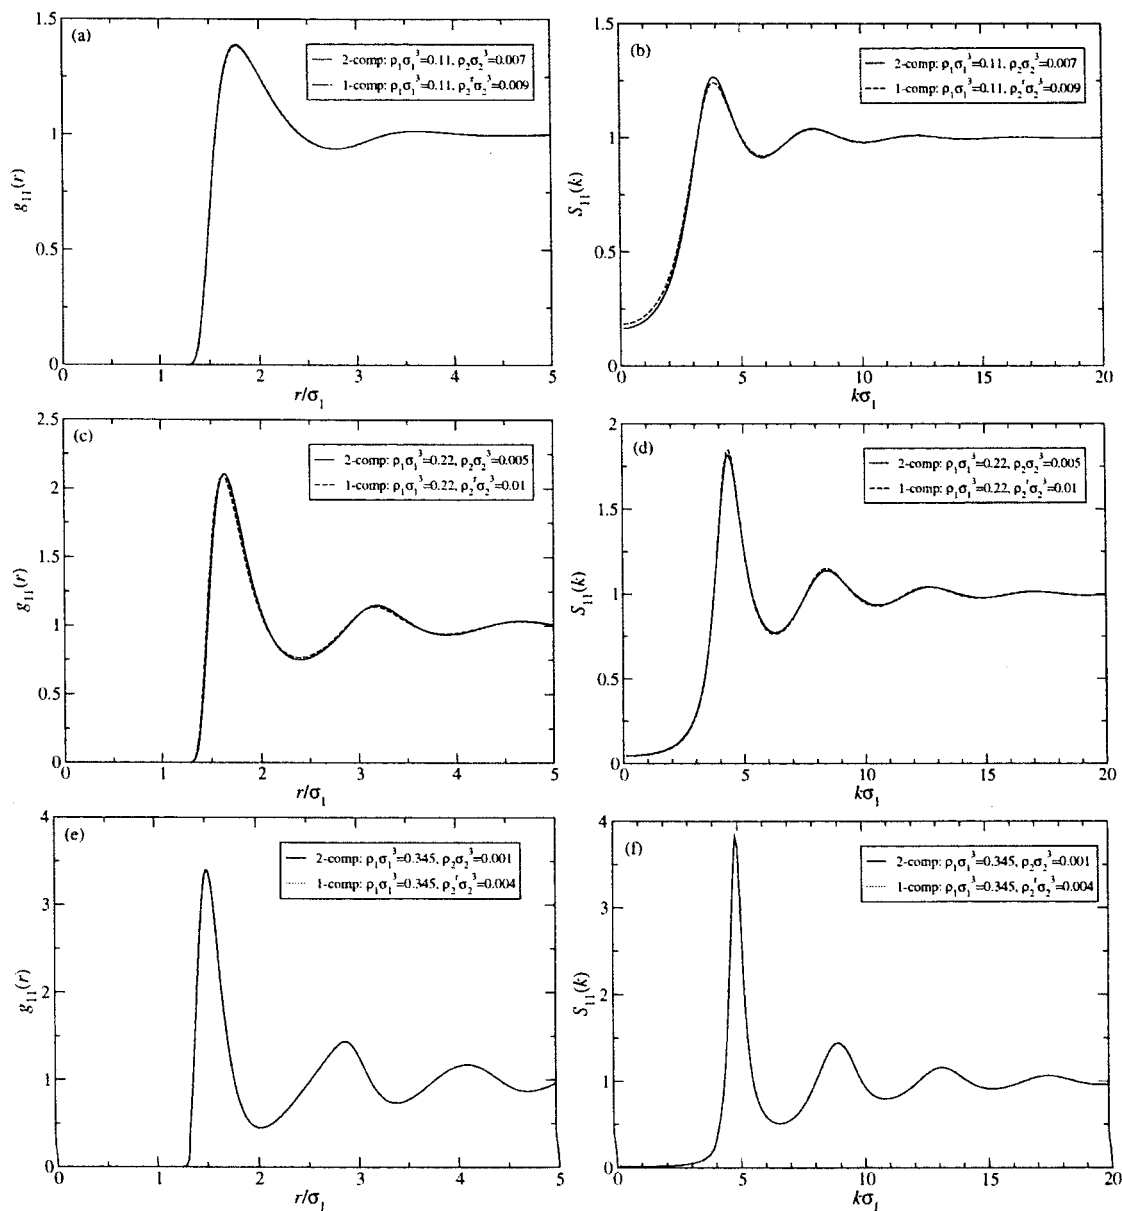 (a)
2-comp: ρ₁σ₁³=0.11, ρ₂σ₂³=0.007
1-comp: ρ₁σ₁³=0.11, ρ₂ʳσ₂³=0.009
g₁₁(r)
1.5
1
0.5
0
0 1 2 3 4 5
r/σ₁
(b)
2-comp: ρ₁σ₁³=0.11, ρ₂σ₂³=0.007
1-comp: ρ₁σ₁³=0.11, ρ₂ʳσ₂³=0.009
S₁₁(k)
1.5
1
0.5
0
0 5 10 15 20
kσ₁
(c)
2-comp: ρ₁σ₁³=0.22, ρ₂σ₂³=0.005
1-comp: ρ₁σ₁³=0.22, ρ₂ʳσ₂³=0.01
g₁₁(r)
2.5
2
1.5
1
0.5
0
0 1 2 3 4 5
r/σ₁
(d)
2-comp: ρ₁σ₁³=0.22, ρ₂σ₂³=0.005
1-comp: ρ₁σ₁³=0.22, ρ₂ʳσ₂³=0.01
S₁₁(k)
2
1.5
1
0.5
0
0 5 10 15 20
kσ₁
(e)
2-comp: ρ₁σ₁³=0.345, ρ₂σ₂³=0.001
1-comp: ρ₁σ₁³=0.345, ρ₂ʳσ₂³=0.004
g₁₁(r)
4
3
2
1
0
0 1 2 3 4 5
r/σ₁
(f)
2-comp: ρ₁σ₁³=0.345, ρ₂σ₂³=0.001
1-comp: ρ₁σ₁³=0.345, ρ₂ʳσ₂³=0.004
S₁₁(k)
4
3
2
1
0
0 5 10 15 20
kσ₁